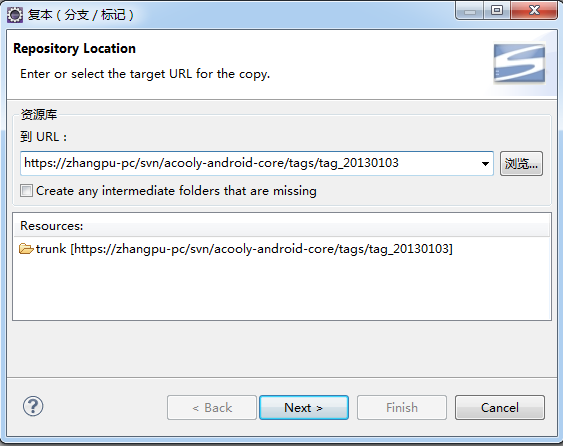 复本（分支 / 标记）
Repository Location
Enter or select the target URL for the copy.
资源库
到 URL：
https://zhangpu-pc/svn/acooly-android-core/tags/tag_20130103
浏览...
Create any intermediate folders that are missing
Resources:
trunk [https://zhangpu-pc/svn/acooly-android-core/tags/tag_20130103]
?
< Back
Next >
Finish
Cancel